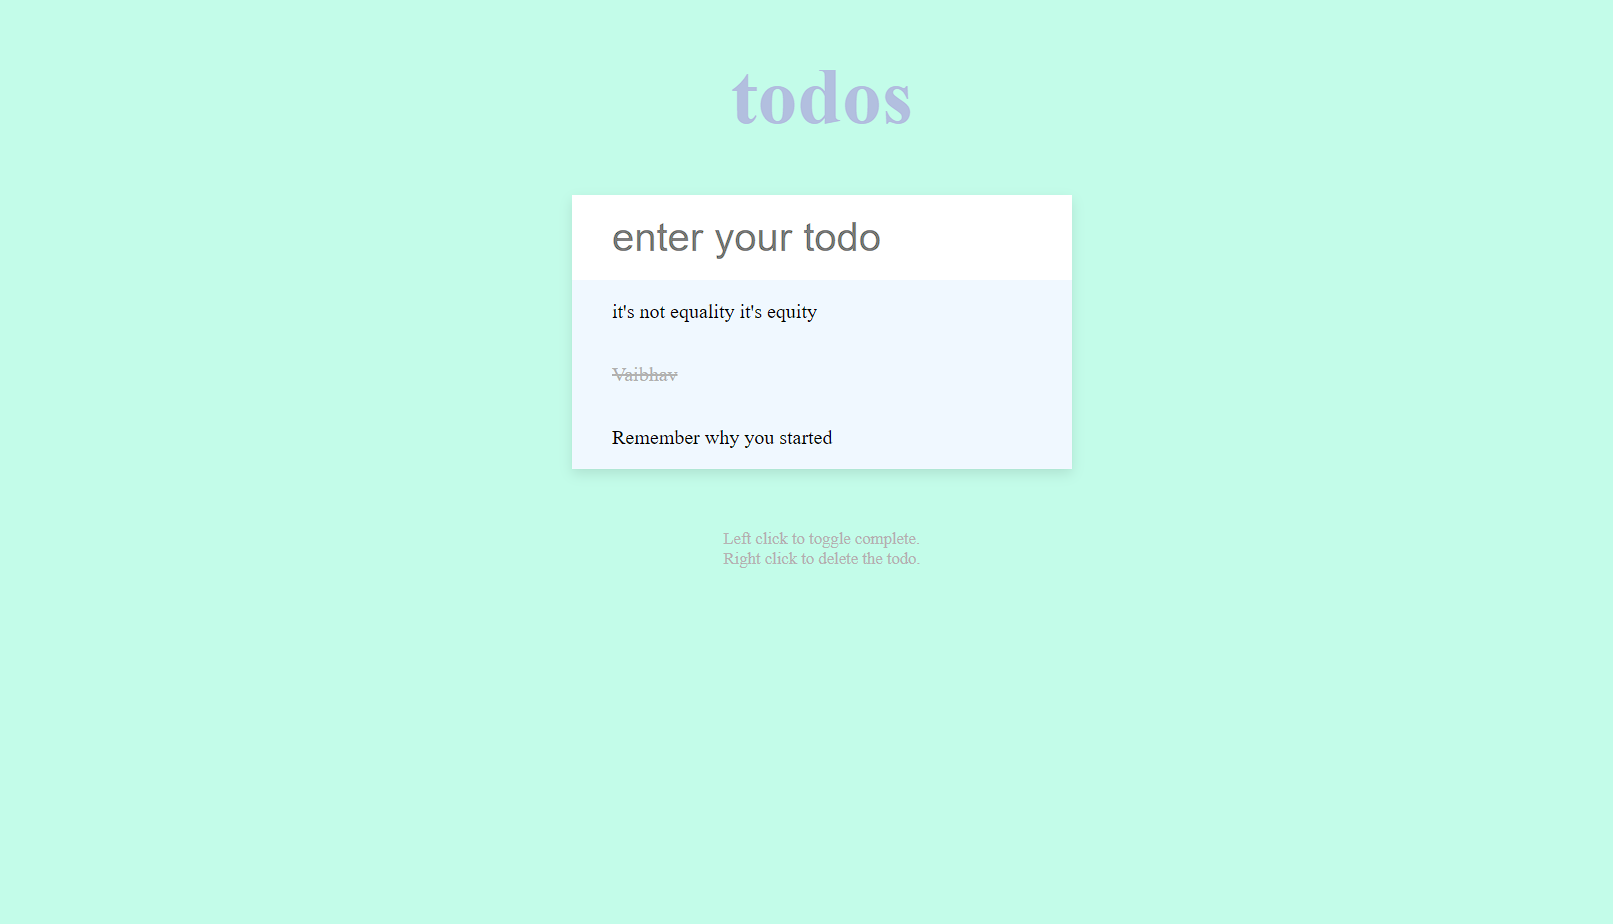 todos
enter your todo
it's not equality it's equity
Vaibhav
Remember why you started
Left click to toggle complete.
Right click to delete the todo.